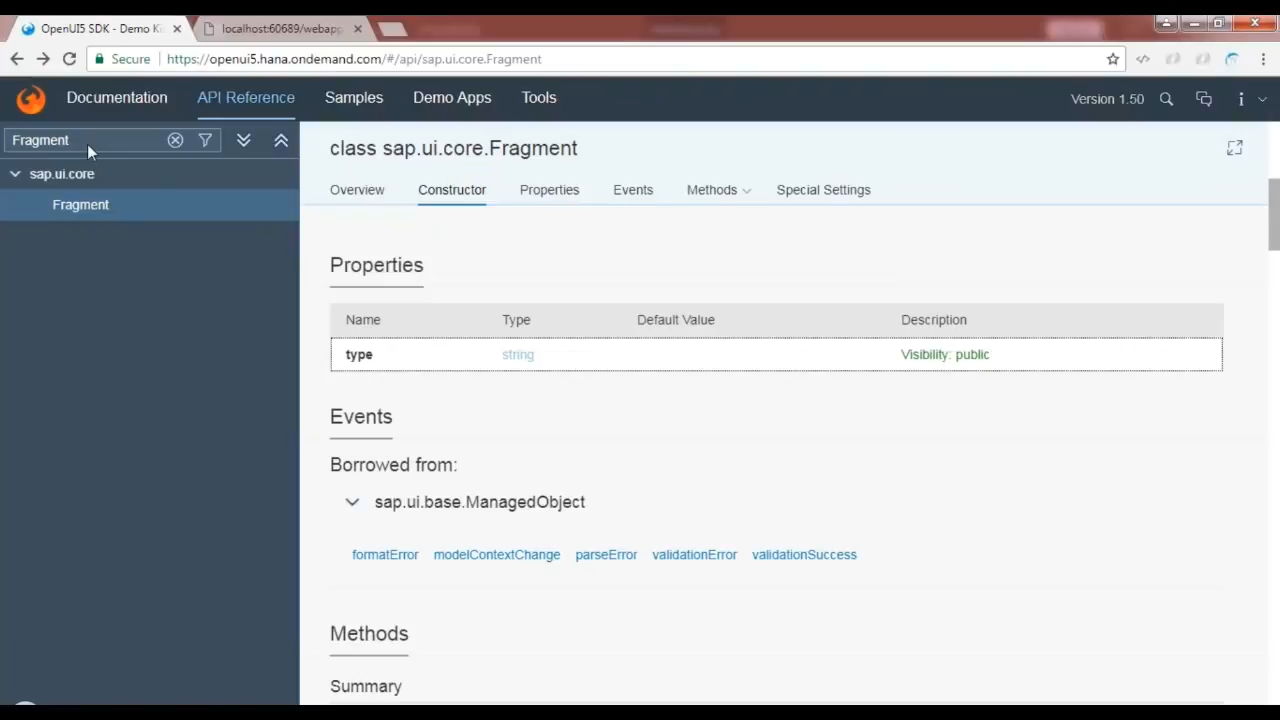 OpenUI5 SDK - Demo Ki
localhost:60689/webapp
Secure https://openui5.hana.ondemand.com/#/api/sap.ui.core.Fragment
Documentation API Reference Samples Demo Apps Tools Version 1.50
Fragment
sap.ui.core
Fragment
class sap.ui.core.Fragment
Overview Constructor Properties Events Methods Special Settings
Properties
Name Type Default Value Description
type string Visibility: public
Events
Borrowed from:
sap.ui.base.ManagedObject
formatError modelContextChange parseError validationError validationSuccess
Methods
Summary